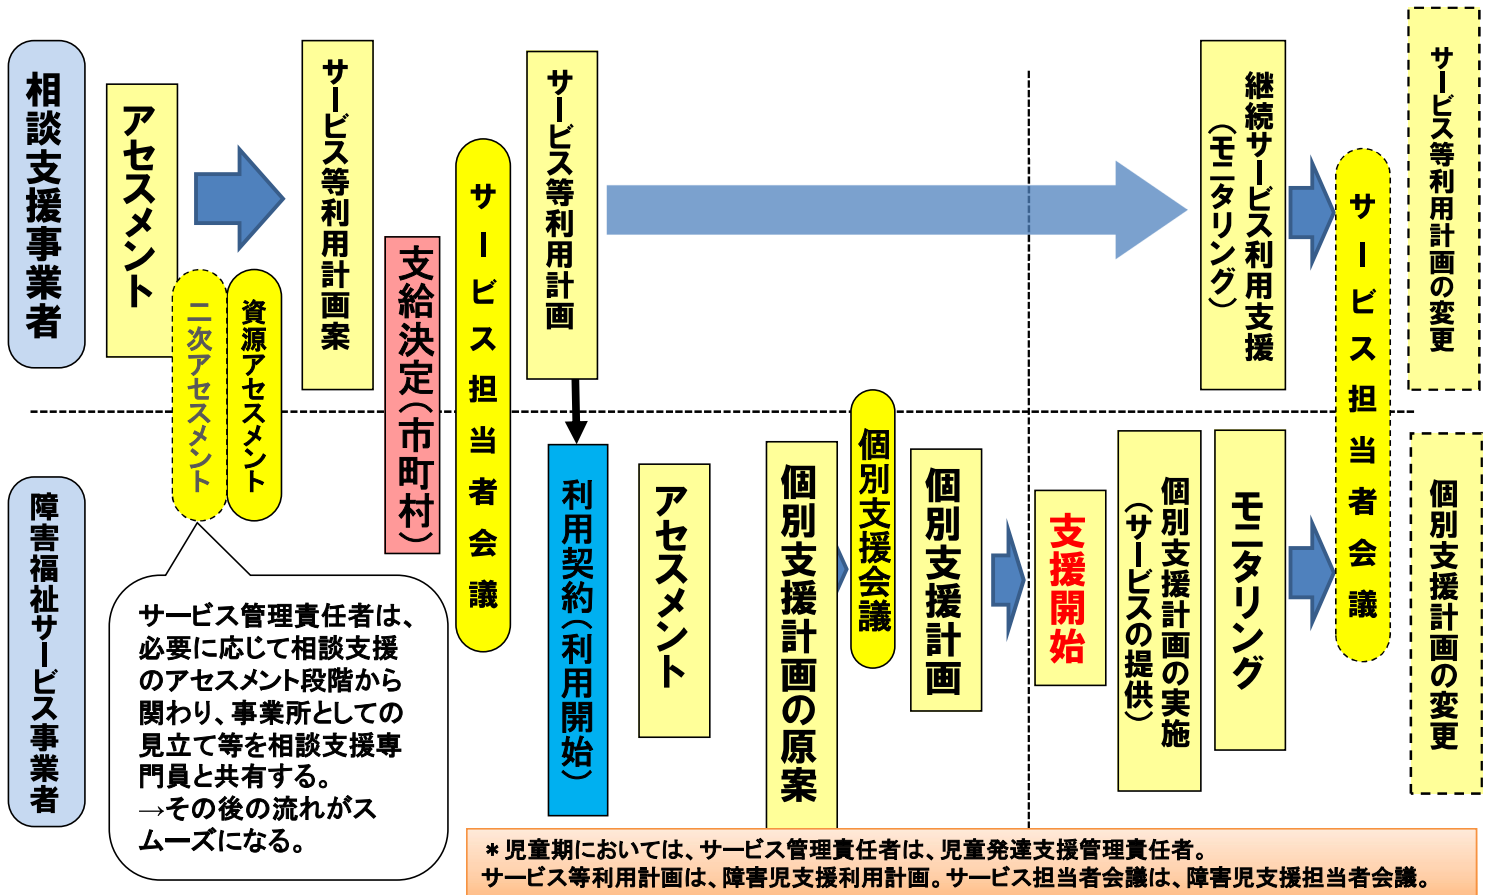 相談支援事業者
アセスメント
二次アセスメント
資源アセスメント
サービス等利用計画案
支給決定(市町村)
サービス担当者会議
サービス等利用計画
継続サービス利用支援
(モニタリング)
サービス担当者会議
サービス等利用計画の変更
障害福祉サービス事業者
サービス管理責任者は、
必要に応じて相談支援
のアセスメント段階から
関わり、事業所としての
見立て等を相談支援専
門員と共有する。
→その後の流れがス
ムーズになる。
利用契約(利用開始)
アセスメント
個別支援計画の原案
個別支援会議
個別支援計画
支援開始
個別支援計画の実施
(サービスの提供)
モニタリング
個別支援計画の変更
*児童期においては、サービス管理責任者は、児童発達支援管理責任者。
サービス等利用計画は、障害児支援利用計画。サービス担当者会議は、障害児支援担当者会議。